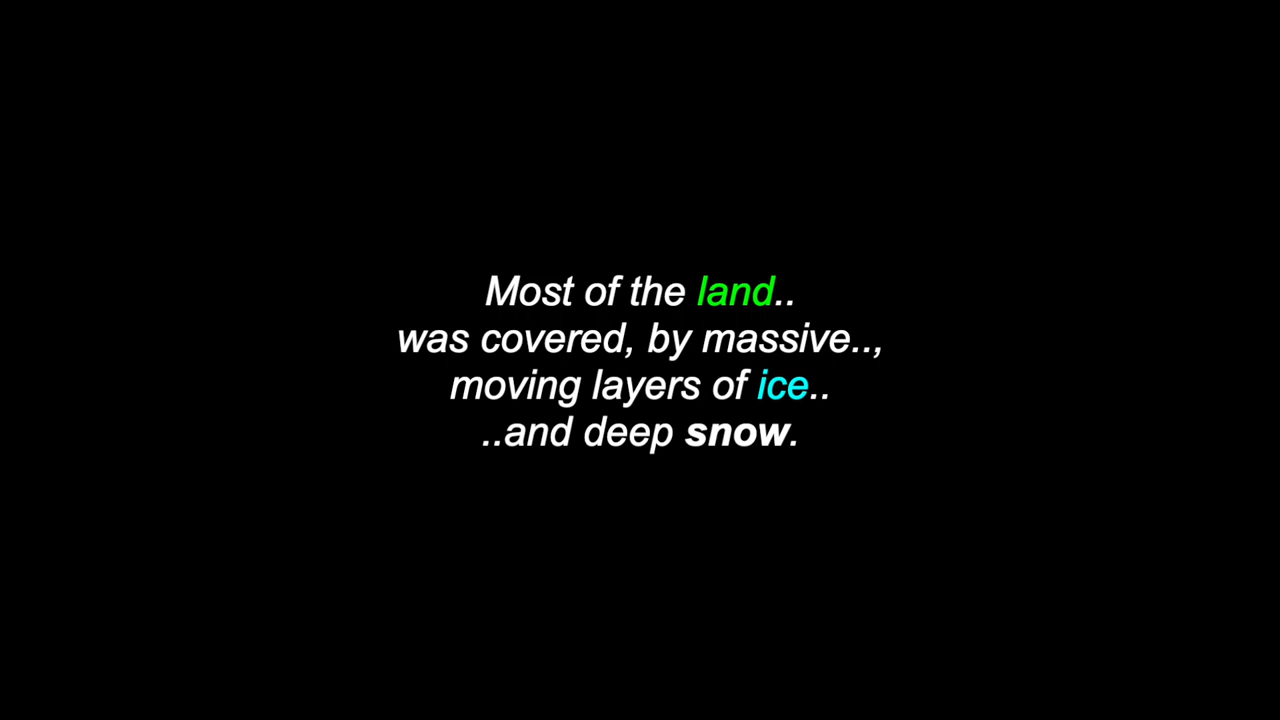 Most of the land..
was covered, by massive..,
moving layers of ice..
..and deep snow.